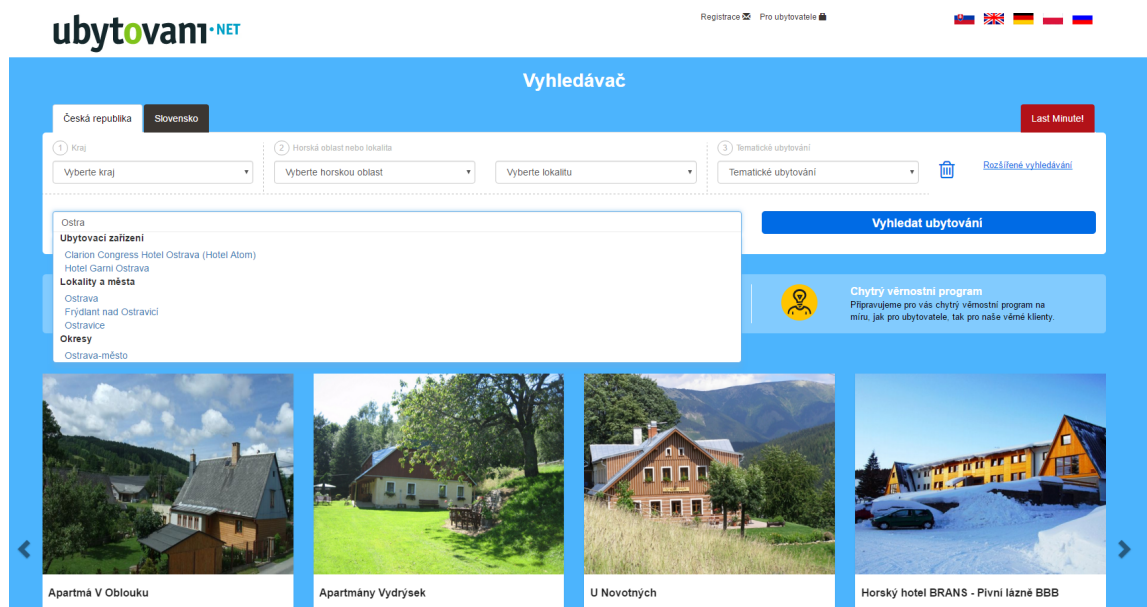 ubytovani•NET
Registrace Pro ubytovatele
Vyhledávač
Česká republika Slovensko Last Minute!
1 Kraj 2 Horská oblast nebo lokalita 3 Tematické ubytování
Vyberte kraj Vyberte horskou oblast Vyberte lokalitu Tematické ubytování Rozšířené vyhledávání
Ostra Vyhledat ubytování
Ubytovací zařízení
Clarion Congress Hotel Ostrava (Hotel Atom)
Hotel Garni Ostrava
Lokality a města
Ostrava
Frýdlant nad Ostravicí
Ostravice
Okresy
Ostrava-město
Chytrý věrnostní program
Připravujeme pro vás chytrý věrnostní program na
míru, jak pro ubytovatele, tak pro naše věrné klienty.
Apartmá V Oblouku Apartmány Vydrýsek U Novotných Horský hotel BRANS - Pivní lázně BBB